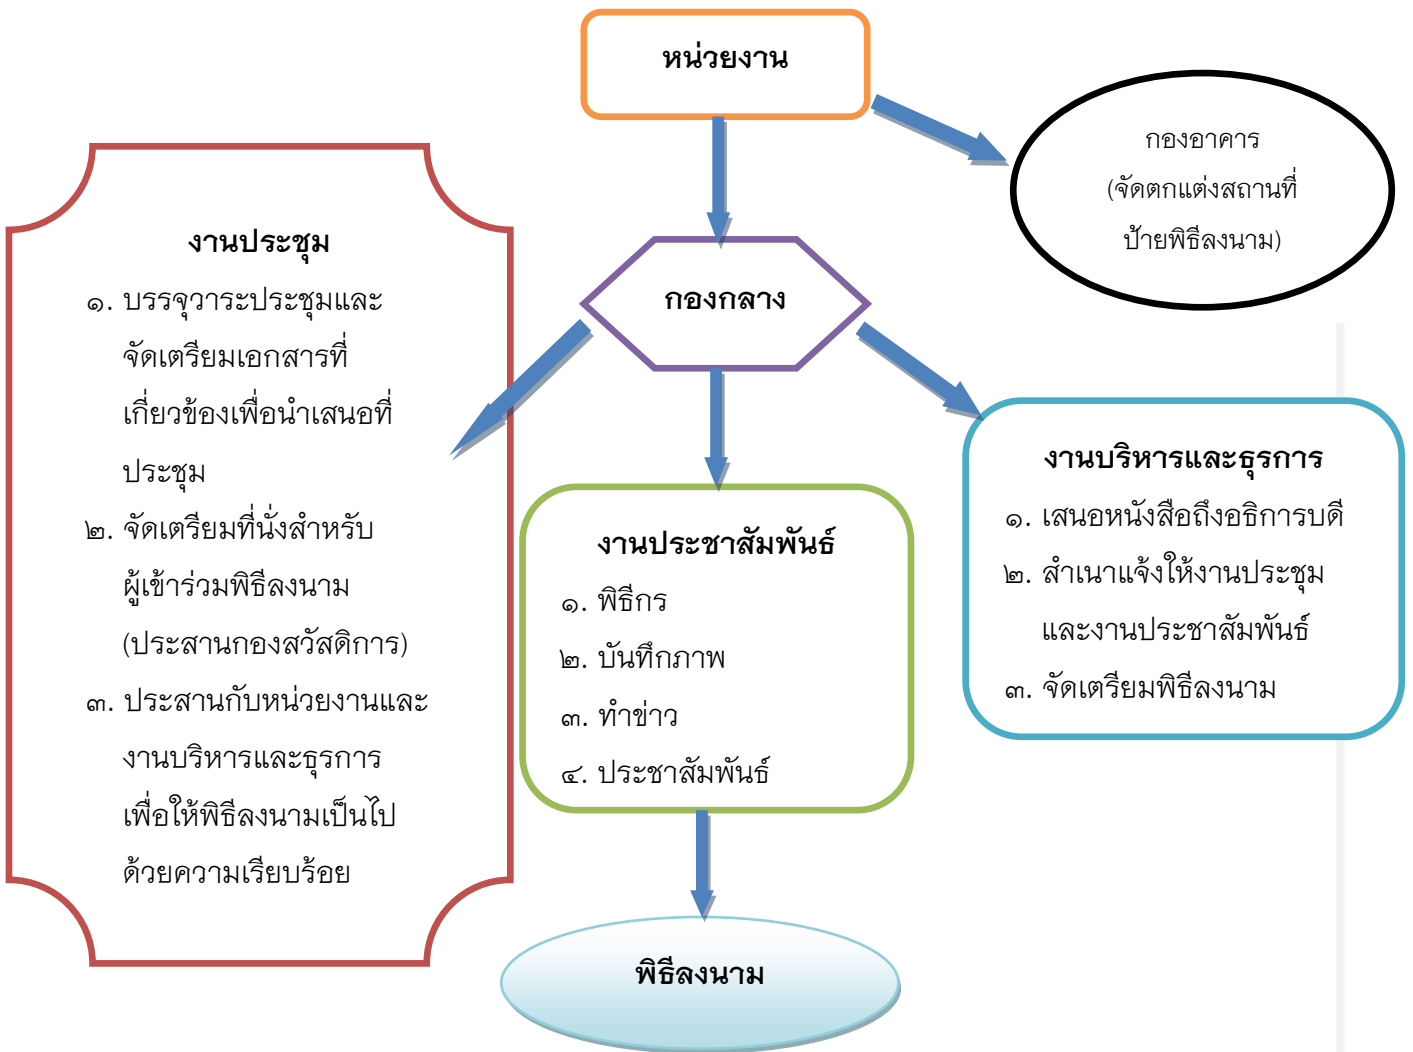 หน่วยงาน
กองอาคาร
(จัดตกแต่งสถานที่
ป้ายพิธีลงนาม)
กองกลาง
งานประชุม
๑. บรรจุวาระประชุมและ
จัดเตรียมเอกสารที่
เกี่ยวข้องเพื่อนำเสนอที่
ประชุม
๒. จัดเตรียมที่นั่งสำหรับ
ผู้เข้าร่วมพิธีลงนาม
(ประสานกองสวัสดิการ)
๓. ประสานกับหน่วยงานและ
งานบริหารและธุรการ
เพื่อให้พิธีลงนามเป็นไป
ด้วยความเรียบร้อย
งานประชาสัมพันธ์
๑. พิธีกร
๒. บันทึกภาพ
๓. ทำข่าว
๔. ประชาสัมพันธ์
งานบริหารและธุรการ
๑. เสนอหนังสือถึงอธิการบดี
๒. สำเนาแจ้งให้งานประชุม
และงานประชาสัมพันธ์
๓. จัดเตรียมพิธีลงนาม
พิธีลงนาม